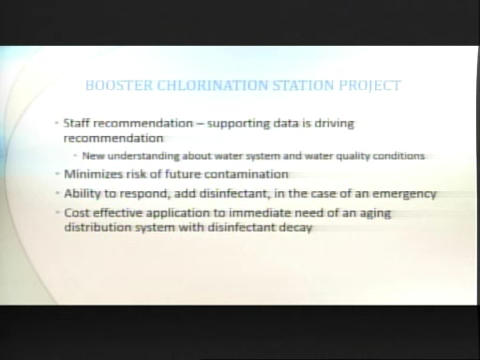 BOOSTER CHLORINATION STATION PROJECT
Staff recommendation – supporting data is driving
recommendation
New understanding about water system and water quality conditions
Minimizes risk of future contamination
Ability to respond, add disinfectant, in the case of an emergency
Cost effective application to immediate need of an aging
distribution system with disinfectant decay